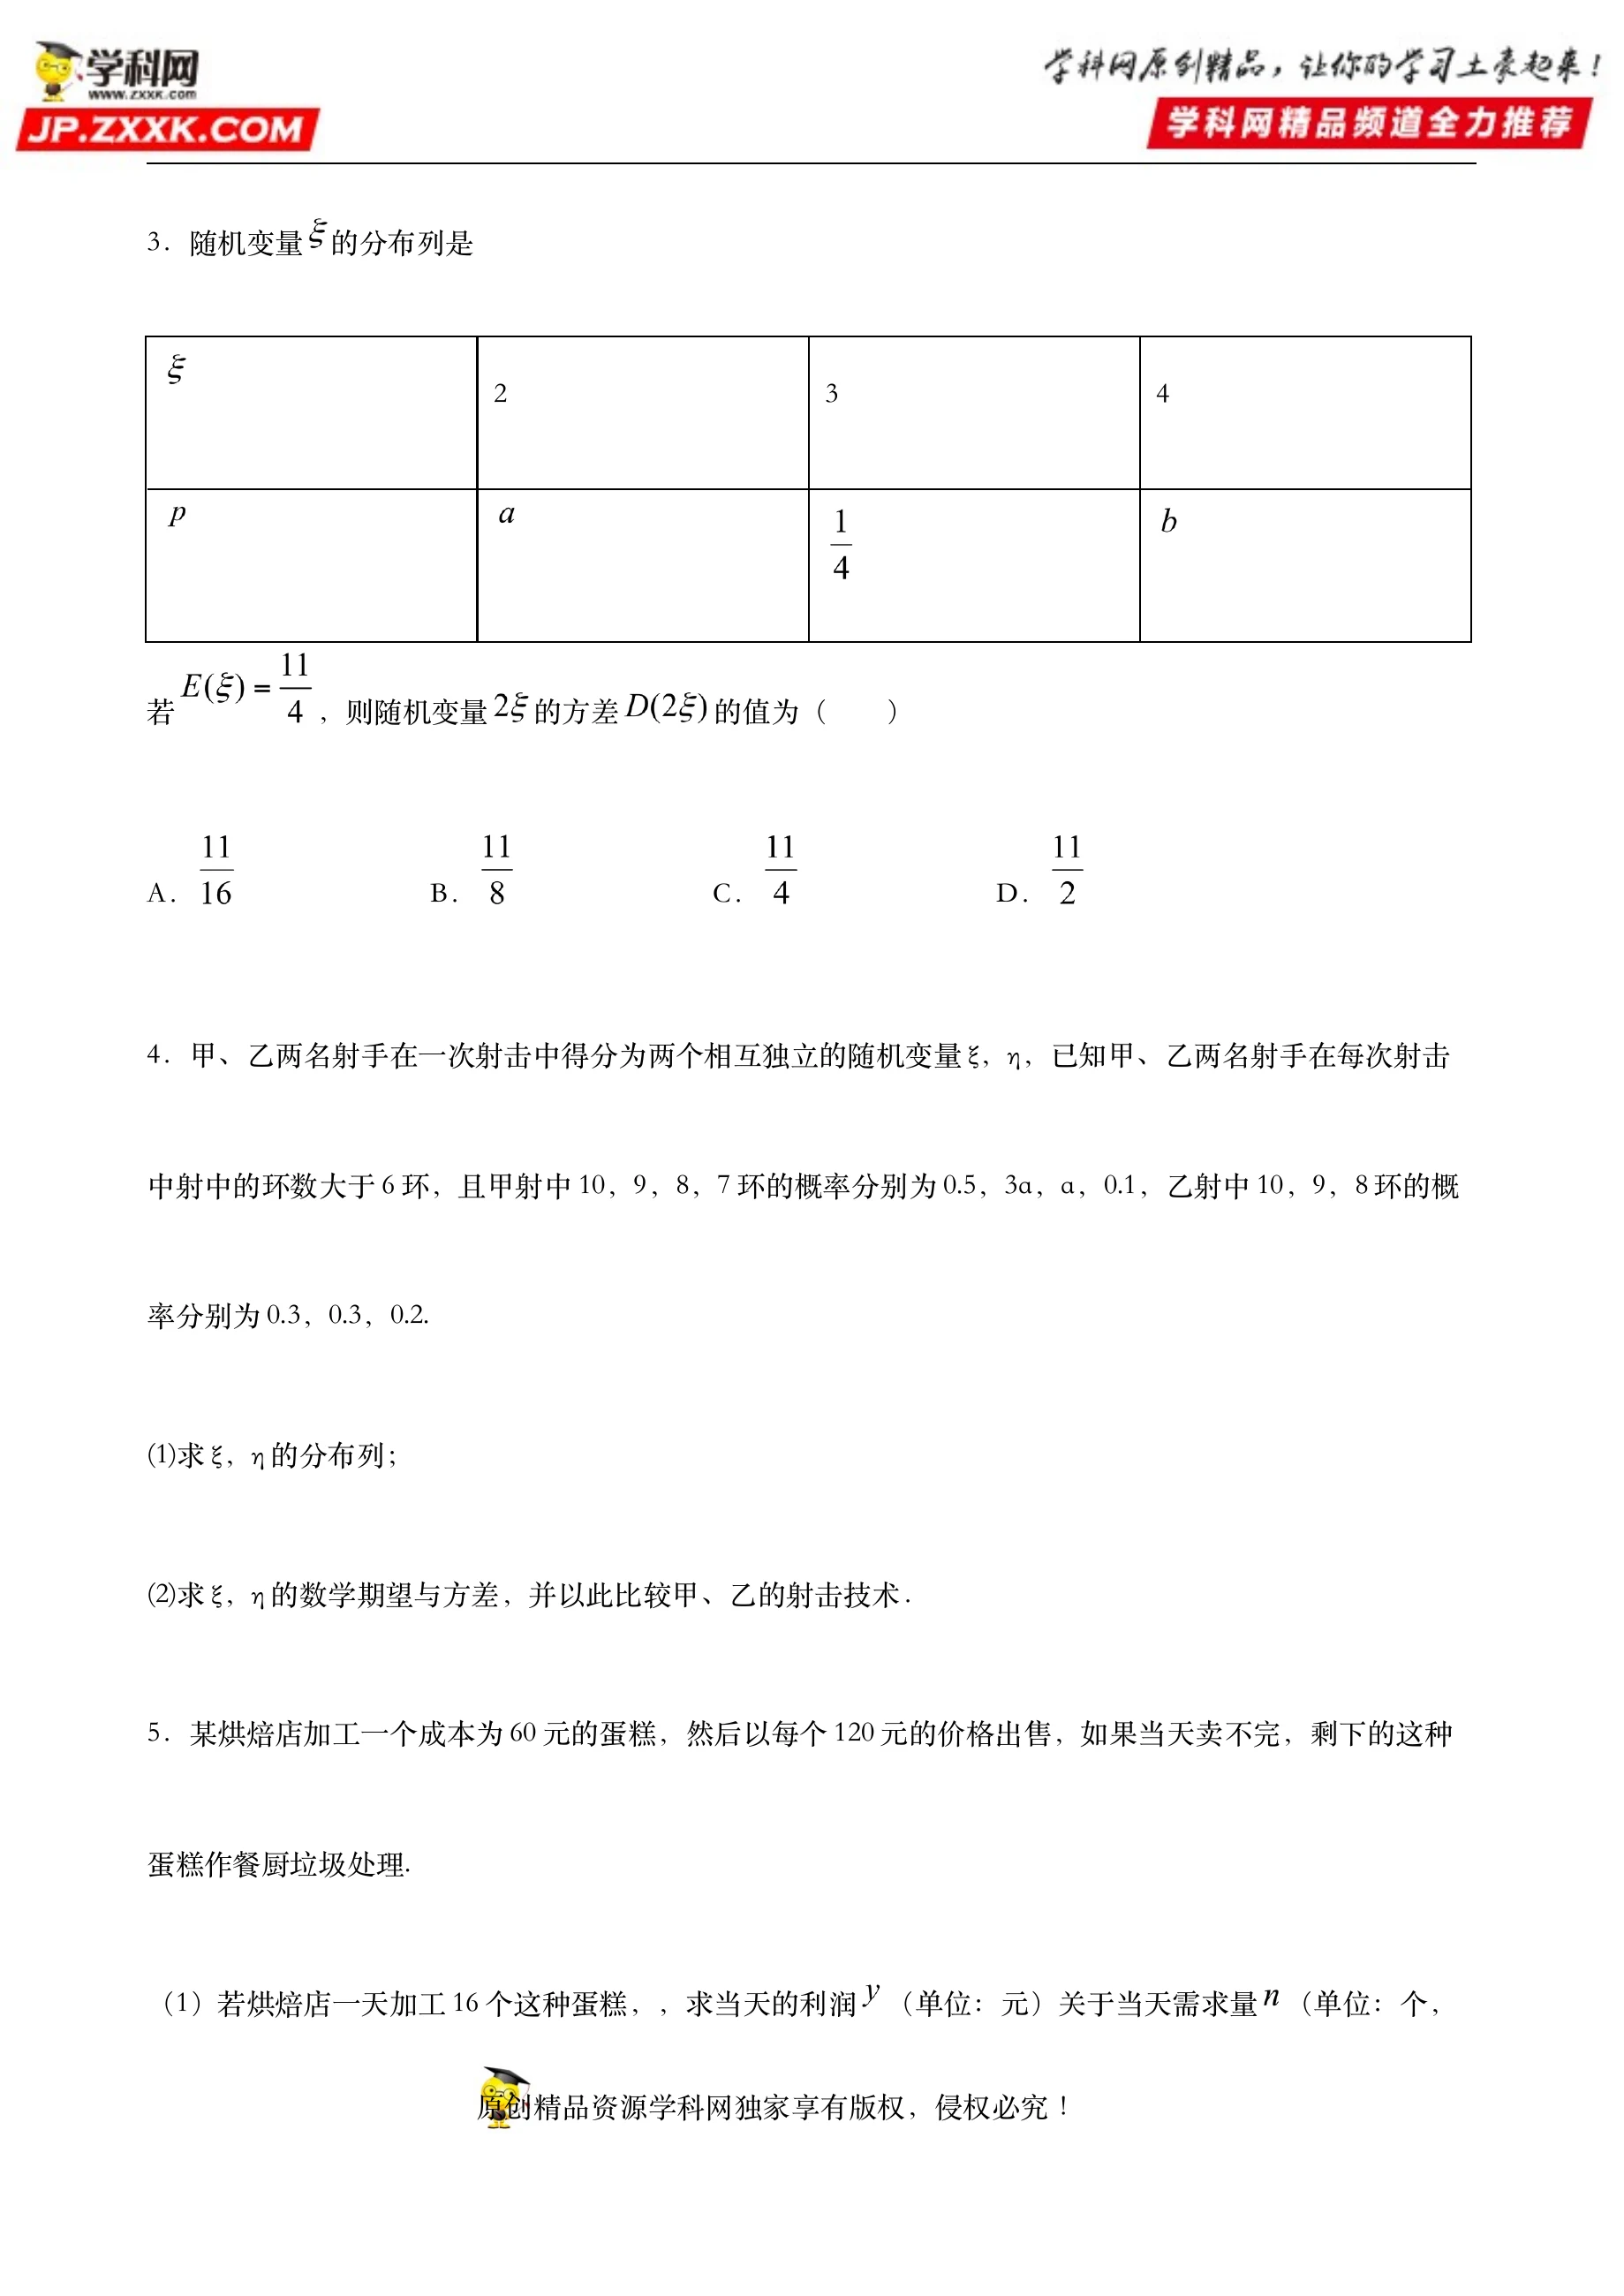 学科网
www.zxxk.com
JP.ZXXK.COM
学科网原创精品，让你的学习土豪起来！
学科网精品频道全力推荐
3．随机变量ξ的分布列是
ξ 2 3 4
p a 1/4 b
若E(ξ) = 11/4，则随机变量2ξ的方差D(2ξ)的值为（　　）
A．11/16 B．11/8 C．11/4 D．11/2
4．甲、乙两名射手在一次射击中得分为两个相互独立的随机变量ξ，η，已知甲、乙两名射手在每次射击
中射中的环数大于6环，且甲射中10，9，8，7环的概率分别为0.5，3ɑ，ɑ，0.1，乙射中10，9，8环的概
率分别为0.3，0.3，0.2.
⑴求ξ，η的分布列；
⑵求ξ，η的数学期望与方差，并以此比较甲、乙的射击技术．
5．某烘焙店加工一个成本为60元的蛋糕，然后以每个120元的价格出售，如果当天卖不完，剩下的这种
蛋糕作餐厨垃圾处理.
（1）若烘焙店一天加工16个这种蛋糕，，求当天的利润y（单位：元）关于当天需求量n（单位：个，
原创精品资源学科网独家享有版权，侵权必究！